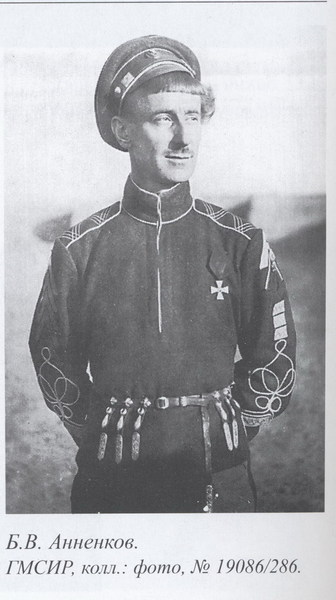 Б.В. Анненков.
ГМСИР, колл.: фото, № 19086/286.